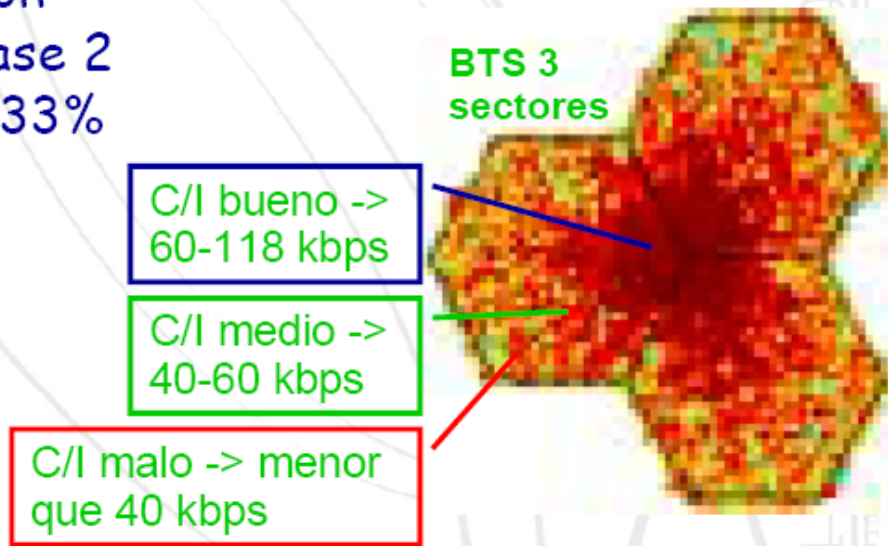 ase 2
33%
BTS 3
sectores
C/I bueno ->
60-118 kbps
C/I medio ->
40-60 kbps
C/I malo -> menor
que 40 kbps